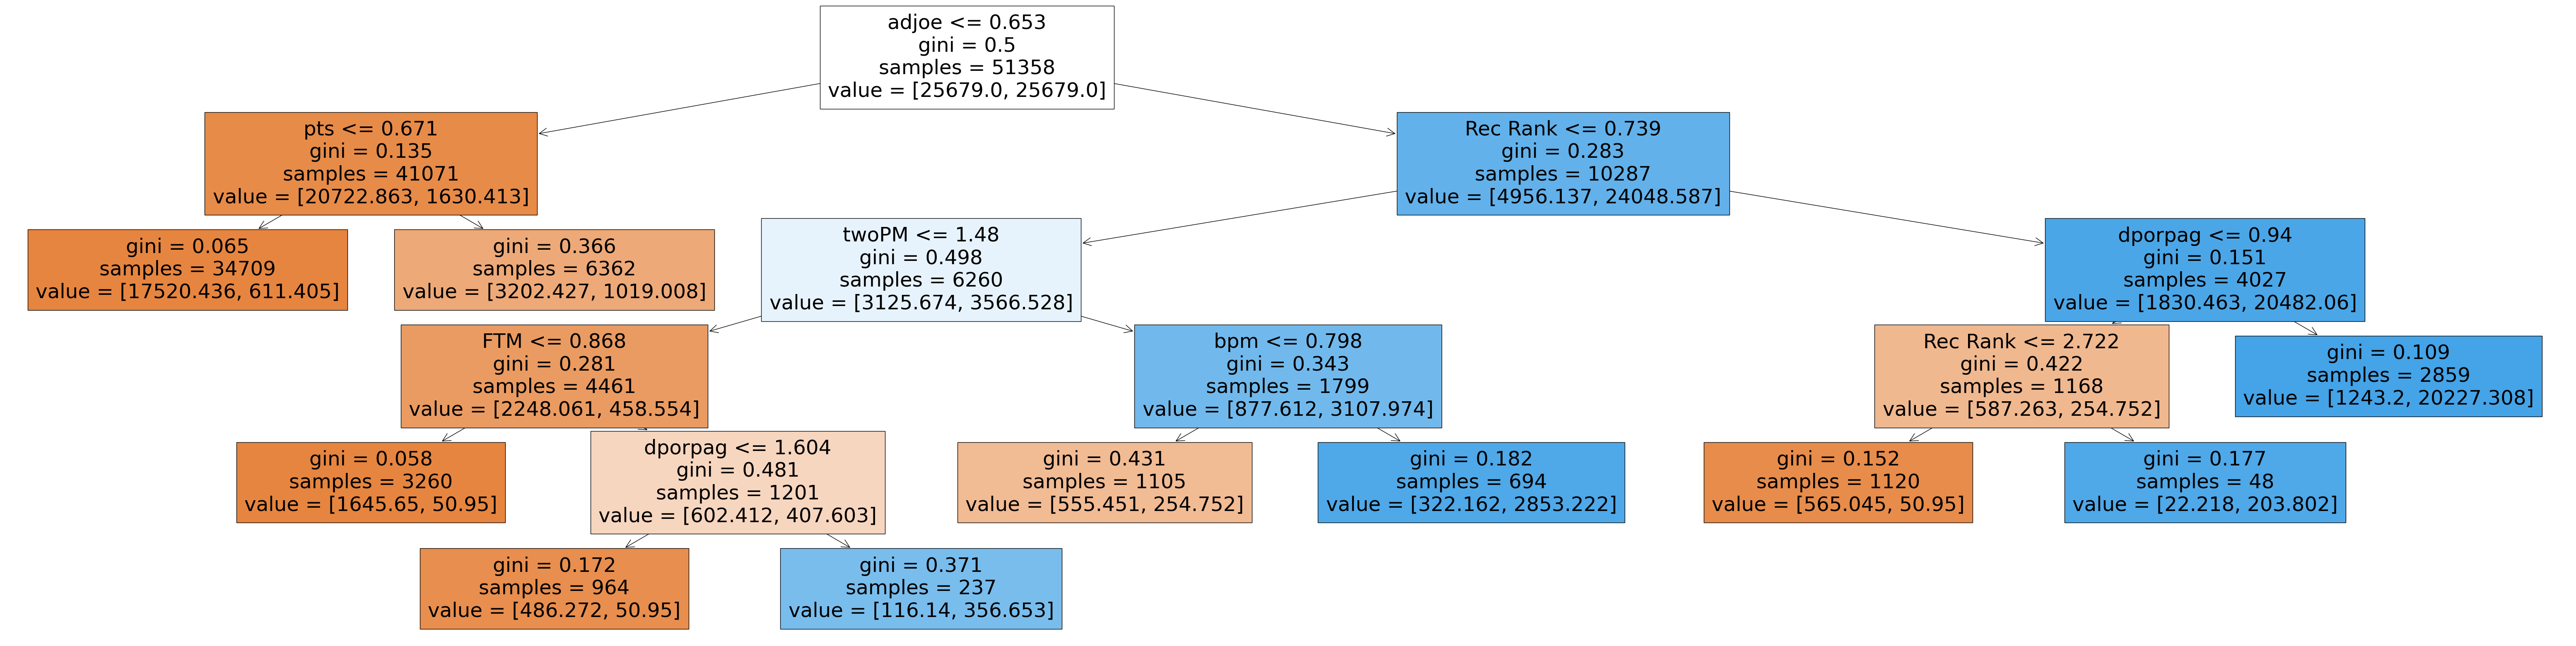 adjoe <= 0.653
gini = 0.5
samples = 51358
value = [25679.0, 25679.0]
pts <= 0.671
gini = 0.135
samples = 41071
value = [20722.863, 1630.413]
Rec Rank <= 0.739
gini = 0.283
samples = 10287
value = [4956.137, 24048.587]
gini = 0.065
samples = 34709
value = [17520.436, 611.405]
gini = 0.366
samples = 6362
value = [3202.427, 1019.008]
twoPM <= 1.48
gini = 0.498
samples = 6260
value = [3125.674, 3566.528]
dporpag <= 0.94
gini = 0.151
samples = 4027
value = [1830.463, 20482.06]
FTM <= 0.868
gini = 0.281
samples = 4461
value = [2248.061, 458.554]
bpm <= 0.798
gini = 0.343
samples = 1799
value = [877.612, 3107.974]
Rec Rank <= 2.722
gini = 0.422
samples = 1168
value = [587.263, 254.752]
gini = 0.109
samples = 2859
value = [1243.2, 20227.308]
gini = 0.058
samples = 3260
value = [1645.65, 50.95]
dporpag <= 1.604
gini = 0.481
samples = 1201
value = [602.412, 407.603]
gini = 0.431
samples = 1105
value = [555.451, 254.752]
gini = 0.182
samples = 694
value = [322.162, 2853.222]
gini = 0.152
samples = 1120
value = [565.045, 50.95]
gini = 0.177
samples = 48
value = [22.218, 203.802]
gini = 0.172
samples = 964
value = [486.272, 50.95]
gini = 0.371
samples = 237
value = [116.14, 356.653]